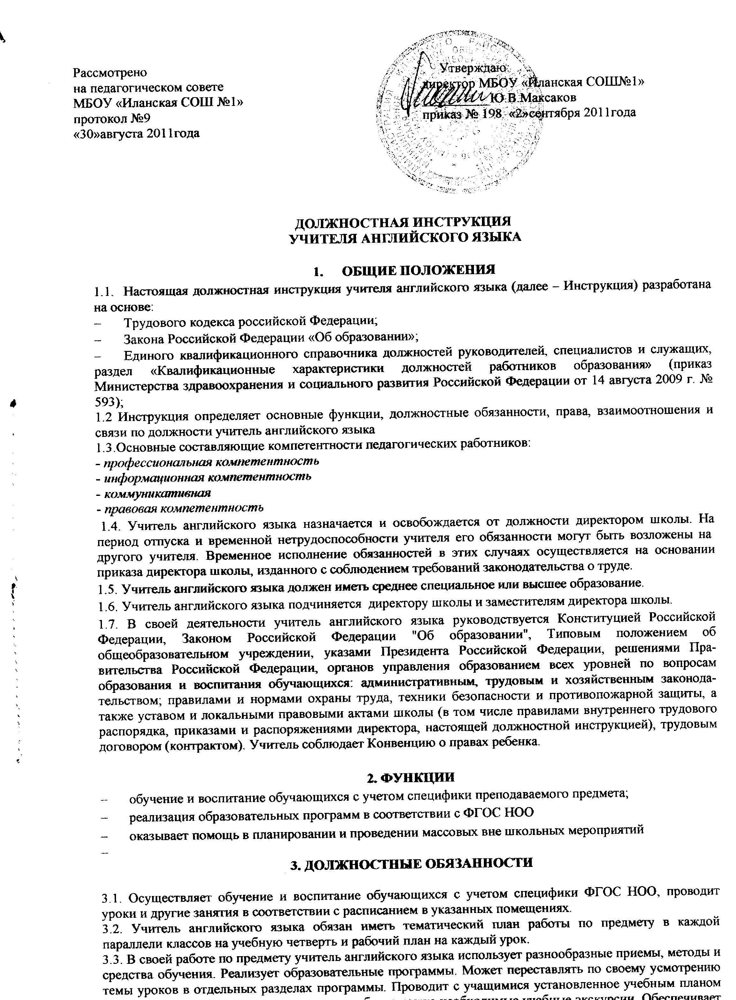 Рассмотрено
на педагогическом совете
МБОУ «Иланская СОШ №1»
протокол №9
«30»августа 2011года
Утверждаю:
директор МБОУ «Иланская СОШ№1»
Ю.В.Максаков
приказ № 198 «2»сентября 2011года
ДОЛЖНОСТНАЯ ИНСТРУКЦИЯ
УЧИТЕЛЯ АНГЛИЙСКОГО ЯЗЫКА
1. ОБЩИЕ ПОЛОЖЕНИЯ
1.1. Настоящая должностная инструкция учителя английского языка (далее – Инструкция) разработана
на основе:
– Трудового кодекса российской Федерации;
– Закона Российской Федерации «Об образовании»;
– Единого квалификационного справочника должностей руководителей, специалистов и служащих,
раздел «Квалификационные характеристики должностей работников образования» (приказ
Министерства здравоохранения и социального развития Российской Федерации от 14 августа 2009 г. №
593);
1.2 Инструкция определяет основные функции, должностные обязанности, права, взаимоотношения и
связи по должности учитель английского языка
1.3.Основные составляющие компетентности педагогических работников:
- профессиональная компетентность
- информационная компетентность
- коммуникативная
- правовая компетентность
1.4. Учитель английского языка назначается и освобождается от должности директором школы. На
период отпуска и временной нетрудоспособности учителя его обязанности могут быть возложены на
другого учителя. Временное исполнение обязанностей в этих случаях осуществляется на основании
приказа директора школы, изданного с соблюдением требований законодательства о труде.
1.5. Учитель английского языка должен иметь среднее специальное или высшее образование.
1.6. Учитель английского языка подчиняется директору школы и заместителям директора школы.
1.7. В своей деятельности учитель английского языка руководствуется Конституцией Российской
Федерации, Законом Российской Федерации "Об образовании", Типовым положением об
общеобразовательном учреждении, указами Президента Российской Федерации, решениями Пра-
вительства Российской Федерации, органов управления образованием всех уровней по вопросам
образования и воспитания обучающихся: административным, трудовым и хозяйственным законода-
тельством; правилами и нормами охраны труда, техники безопасности и противопожарной защиты, а
также уставом и локальными правовыми актами школы (в том числе правилами внутреннего трудового
распорядка, приказами и распоряжениями директора, настоящей должностной инструкцией), трудовым
договором (контрактом). Учитель соблюдает Конвенцию о правах ребенка.
2. ФУНКЦИИ
– обучение и воспитание обучающихся с учетом специфики преподаваемого предмета;
– реализация образовательных программ в соответствии с ФГОС НОО
– оказывает помощь в планировании и проведении массовых вне школьных мероприятий
–
3. ДОЛЖНОСТНЫЕ ОБЯЗАННОСТИ
3.1. Осуществляет обучение и воспитание обучающихся с учетом специфики ФГОС НОО, проводит
уроки и другие занятия в соответствии с расписанием в указанных помещениях.
3.2. Учитель английского языка обязан иметь тематический план работы по предмету в каждой
параллели классов на учебную четверть и рабочий план на каждый урок.
3.3. В своей работе по предмету учитель английского языка использует разнообразные приемы, методы и
средства обучения. Реализует образовательные программы. Может переставлять по своему усмотрению
темы уроков в отдельных разделах программы. Проводит с учащимися установленное учебным планом
необходимые учебные экскурсии. Обеспечивает